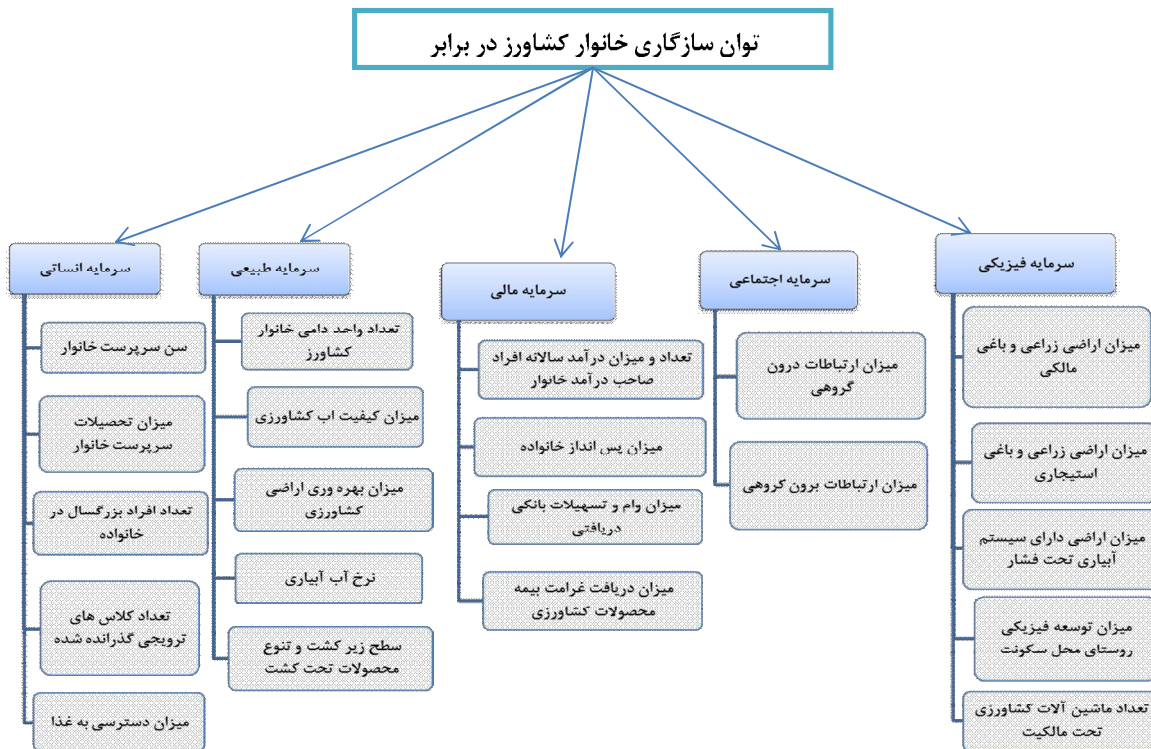 توان سازگاری خانوار کشاورز در برابر
سرمایه فیزیکی
میزان اراضی زراعی و باغی
مالکی
میزان اراضی زراعی و باغی
استیجاری
میزان اراضی دارای سیستم
آبیاری تحت فشار
میزان توسعه فیزیکی
روستای محل سکونت
تعداد ماشین آلات کشاورزی
تحت مالکیت
سرمایه اجتماعی
میزان ارتباطات درون
گروهی
میزان ارتباطات برون کروهی
سرمایه مالی
تعداد و میزان درآمد سالانه افراد
صاحب درآمد خانوار
میزان پس انداز خانواده
میزان وام و تسهیلات بانکی
دریافتی
میزان دریافت غرامت بیمه
محصولات کشاورزی
سرمایه طبیعی
تعداد واحد دامی خانوار
کشاورز
میزان کیفیت اب کشاورزی
میزان بهره وری اراضی
کشاورزی
نرخ آب آبیاری
سطح زیر کشت و تنوع
محصولات تحت کشت
سرمایه انسانی
سن سرپرست خانوار
میزان تحصیلات
سرپرست خانوار
تعداد افراد بزرگسال در
خانواده
تعداد کلاس های
ترویجی گذرانده شده
میزان دسترسی به غذا